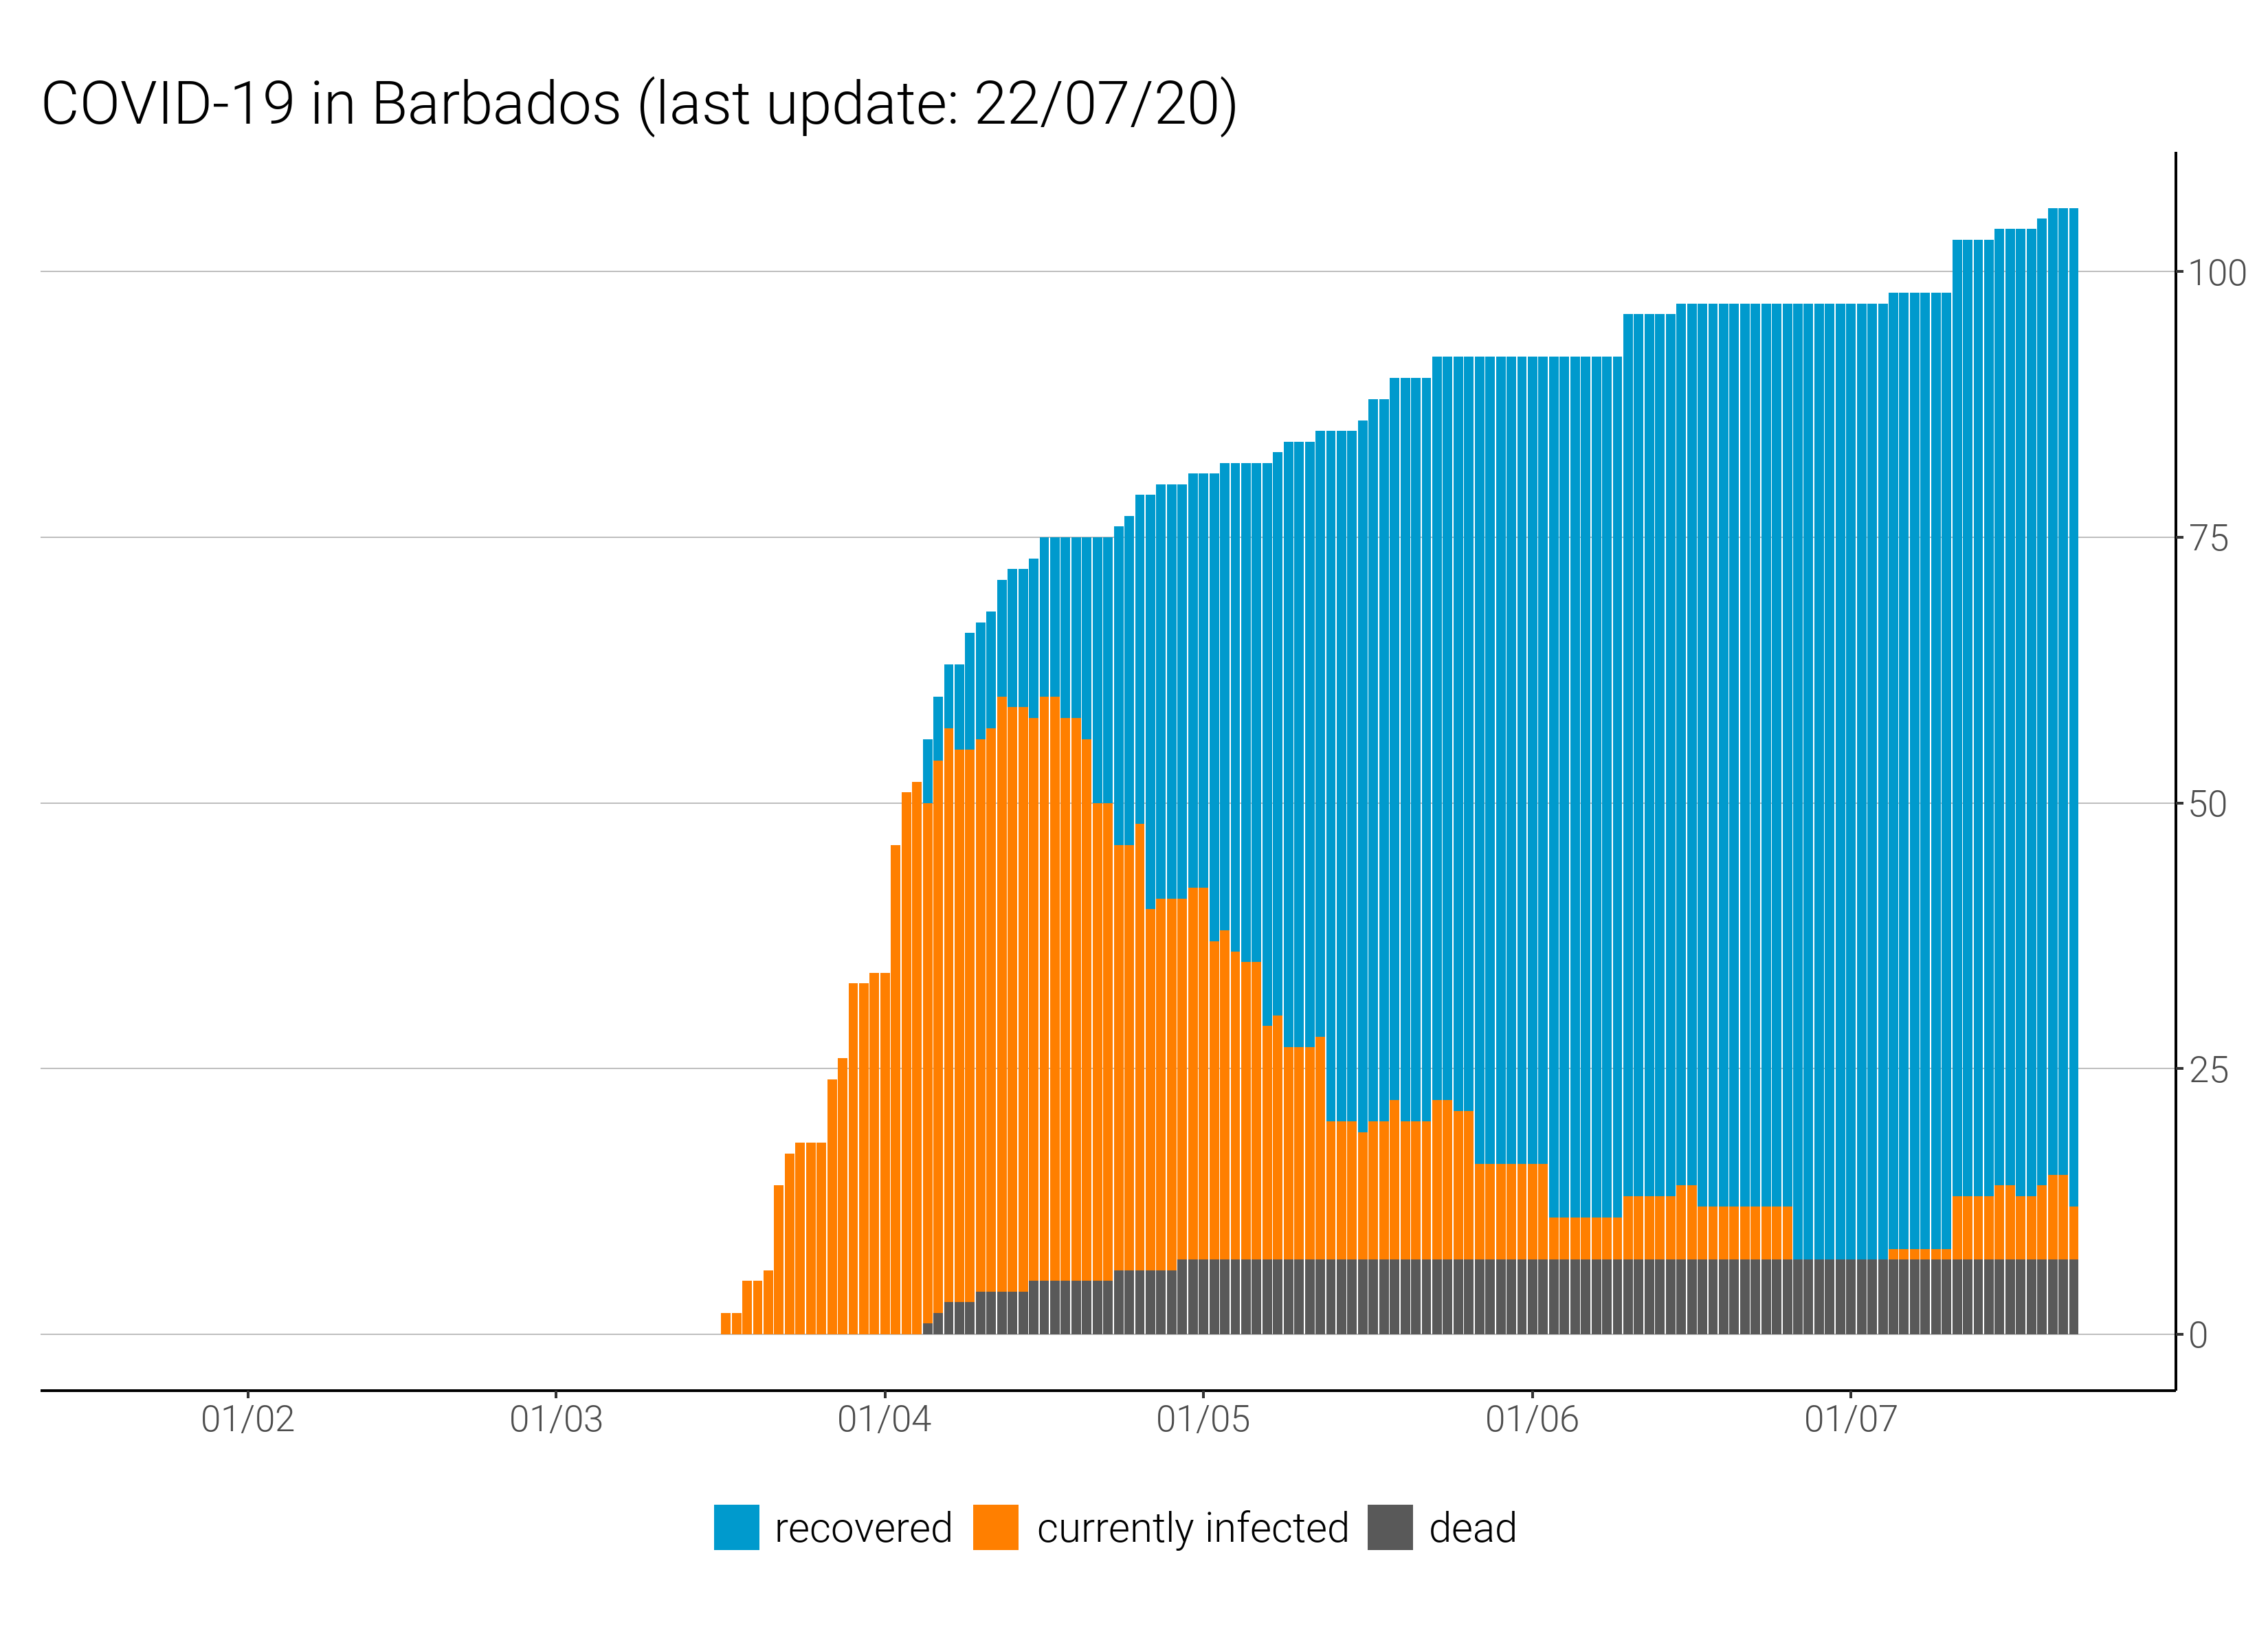 COVID-19 in Barbados (last update: 22/07/20)
100
75
50
25
0
01/02 01/03 01/04 01/05 01/06 01/07
recovered currently infected dead